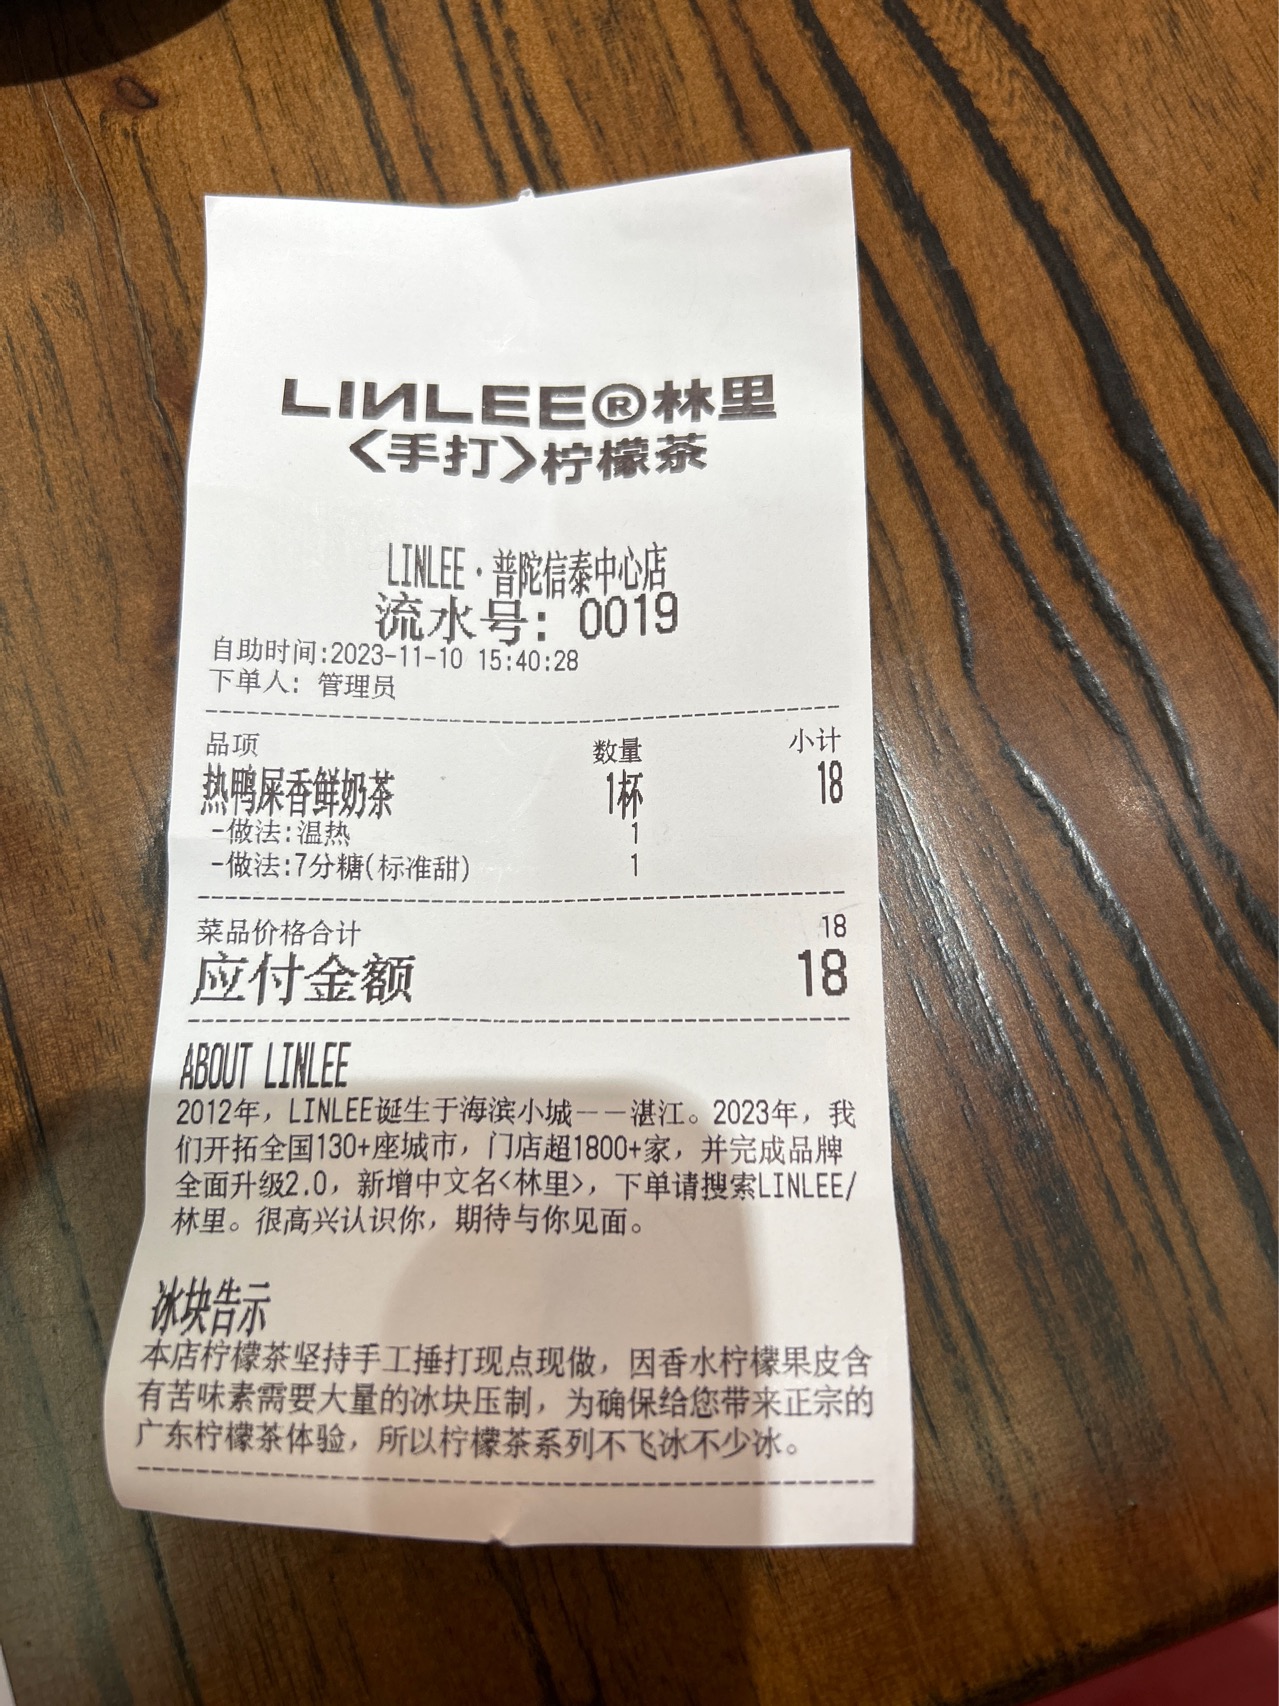 LINLEE®林里
<手打>柠檬茶
LINLEE·普陀信泰中心店
流水号：0019
自助时间:2023-11-10 15:40:28
下单人：管理员
品项 数量 小计
热鸭屎香鲜奶茶 1杯 18
-做法:温热 1
-做法:7分糖(标准甜) 1
菜品价格合计 18
应付金额 18
ABOUT LINLEE
2012年，LINLEE诞生于海滨小城——湛江。2023年，我
们开拓全国130+座城市，门店超1800+家，并完成品牌
全面升级2.0，新增中文名<林里>，下单请搜索LINLEE/
林里。很高兴认识你，期待与你见面。
冰块告示
本店柠檬茶坚持手工捶打现点现做，因香水柠檬果皮含
有苦味素需要大量的冰块压制，为确保给您带来正宗的
广东柠檬茶体验，所以柠檬茶系列不飞冰不少冰。